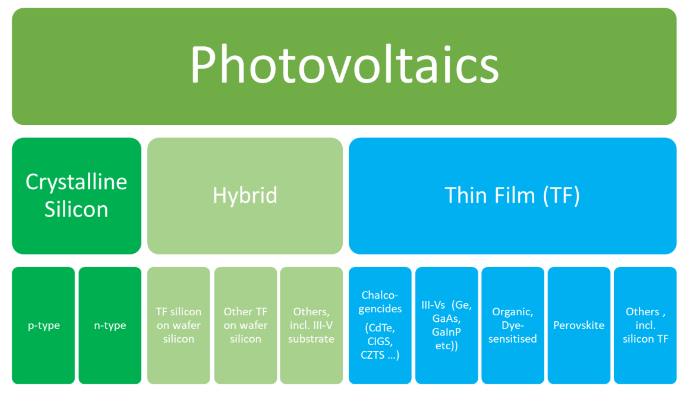 Photovoltaics
Crystalline
Silicon
Hybrid
Thin Film (TF)
p-type
n-type
TF silicon
on wafer
silicon
Other TF
on wafer
silicon
Others,
incl. III-V
substrate
Chalco-
gencides
(CdTe,
CIGS,
CZTS ...)
III-Vs (Ge,
GaAs,
GaInP
etc))
Organic,
Dye-
sensitised
Perovskite
Others ,
incl.
silicon TF